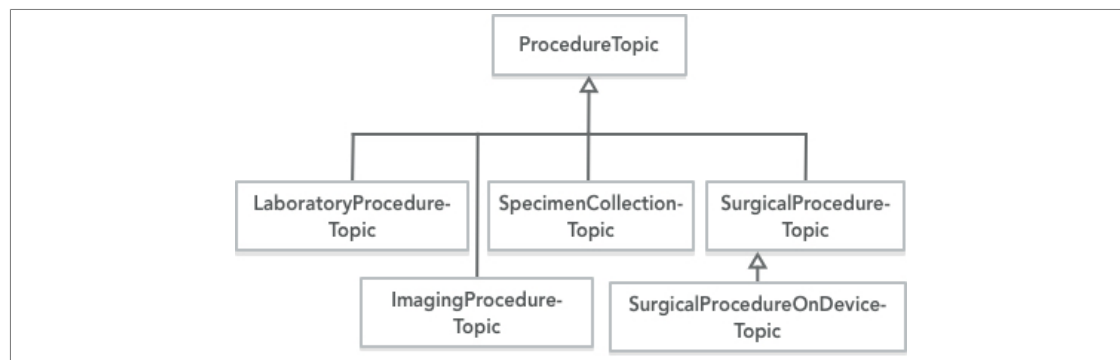 ProcedureTopic
LaboratoryProcedure-
Topic
SpecimenCollection-
Topic
SurgicalProcedure-
Topic
ImagingProcedure-
Topic
SurgicalProcedureOnDevice-
Topic